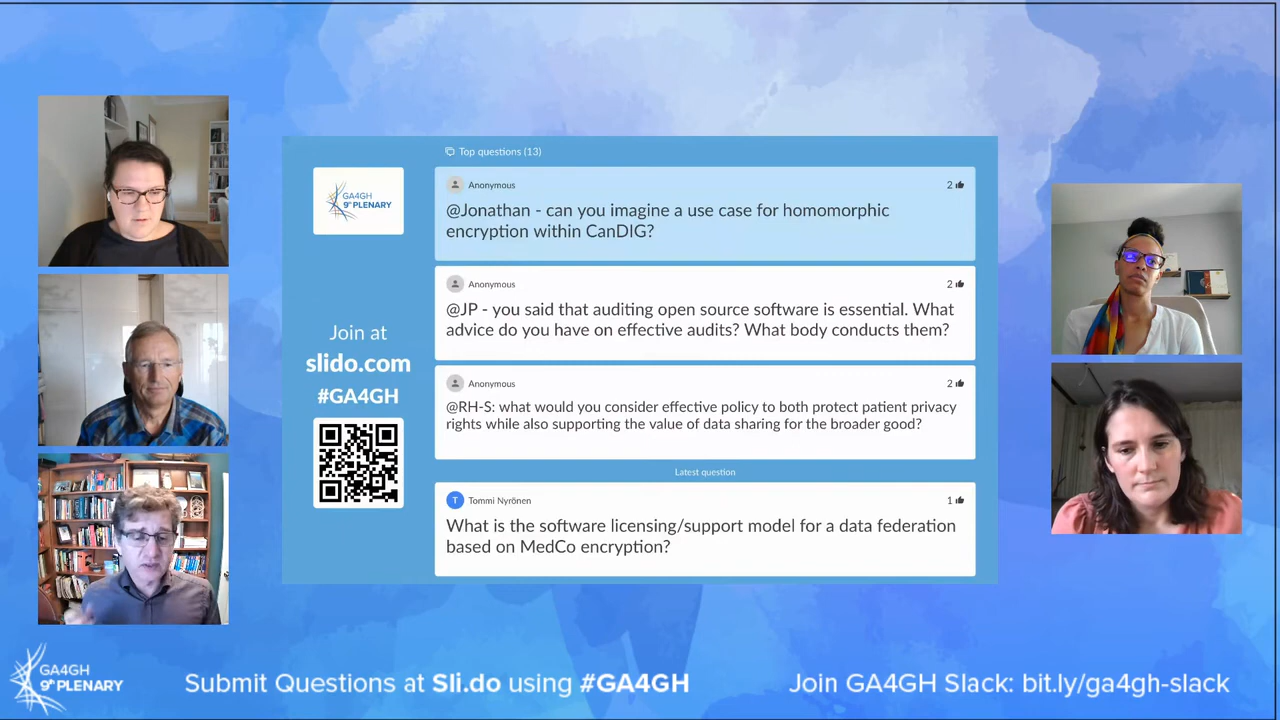 Top questions (13)
GA4GH
9th PLENARY
Anonymous
2
@Jonathan - can you imagine a use case for homomorphic
encryption within CanDIG?
Anonymous
2
@JP - you said that auditing open source software is essential. What
advice do you have on effective audits? What body conducts them?
Join at
slido.com
#GA4GH
Anonymous
2
@RH-S: what would you consider effective policy to both protect patient privacy
rights while also supporting the value of data sharing for the broader good?
Latest question
T
Tommi Nyrönen
1
What is the software licensing/support model for a data federation
based on MedCo encryption?
GA4GH
9th PLENARY
Submit Questions at Sli.do using #GA4GH
Join GA4GH Slack: bit.ly/ga4gh-slack